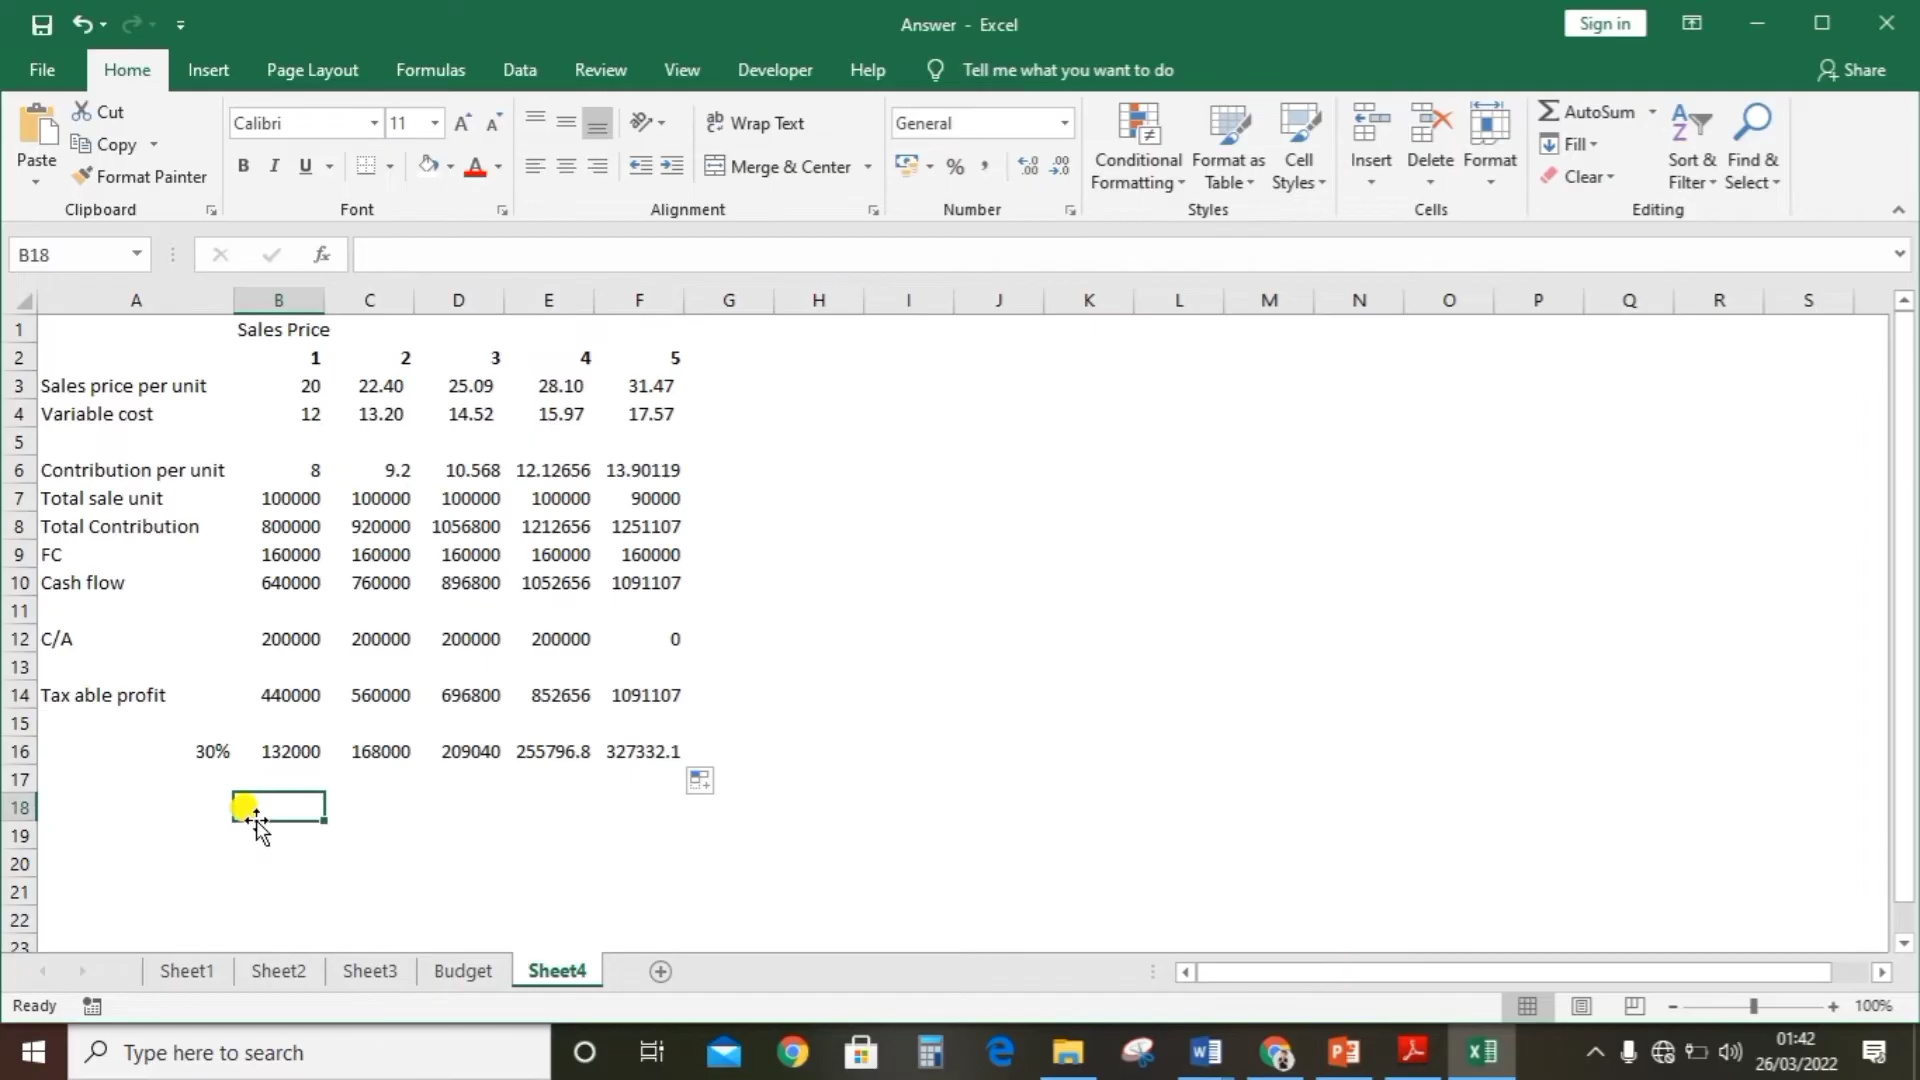 Answer - Excel
Sign in
File Home Insert Page Layout Formulas Data Review View Developer Help Tell me what you want to do Share
Paste
Cut
Copy
Format Painter
Clipboard
Calibri 11
B I U
Font
Wrap Text
Merge & Center
Alignment
General
%
Number
Conditional Formatting
Format as Table
Cell Styles
Styles
Insert Delete Format
Cells
AutoSum
Fill
Clear
Sort & Filter
Find & Select
Editing
B18 fx
A B C D E F G H I J K L M N O P Q R S
1 Sales Price
2 1 2 3 4 5
3 Sales price per unit 20 22.40 25.09 28.10 31.47
4 Variable cost 12 13.20 14.52 15.97 17.57
5
6 Contribution per unit 8 9.2 10.568 12.12656 13.90119
7 Total sale unit 100000 100000 100000 100000 90000
8 Total Contribution 800000 920000 1056800 1212656 1251107
9 FC 160000 160000 160000 160000 160000
10 Cash flow 640000 760000 896800 1052656 1091107
11
12 C/A 200000 200000 200000 200000 0
13
14 Tax able profit 440000 560000 696800 852656 1091107
15
16 30% 132000 168000 209040 255796.8 327332.1
17
18
19
20
21
22
23
Sheet1 Sheet2 Sheet3 Budget Sheet4
Ready 100%
Type here to search
01:42
26/03/2022